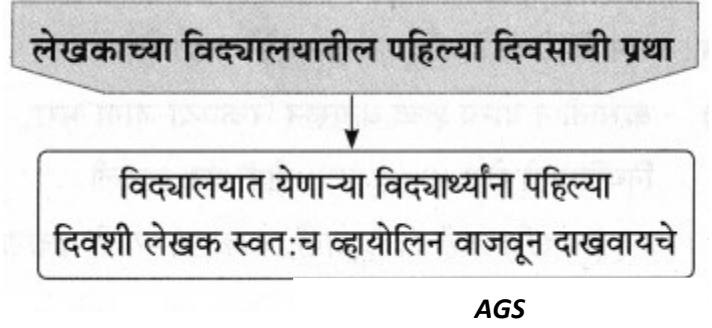 लेखकाच्या विद्यालयातील पहिल्या दिवसाची प्रथा
विद्यालयात येणाऱ्या विद्यार्थ्यांना पहिल्या
दिवशी लेखक स्वत:च व्हायोलिन वाजवून दाखवायचे
AGS